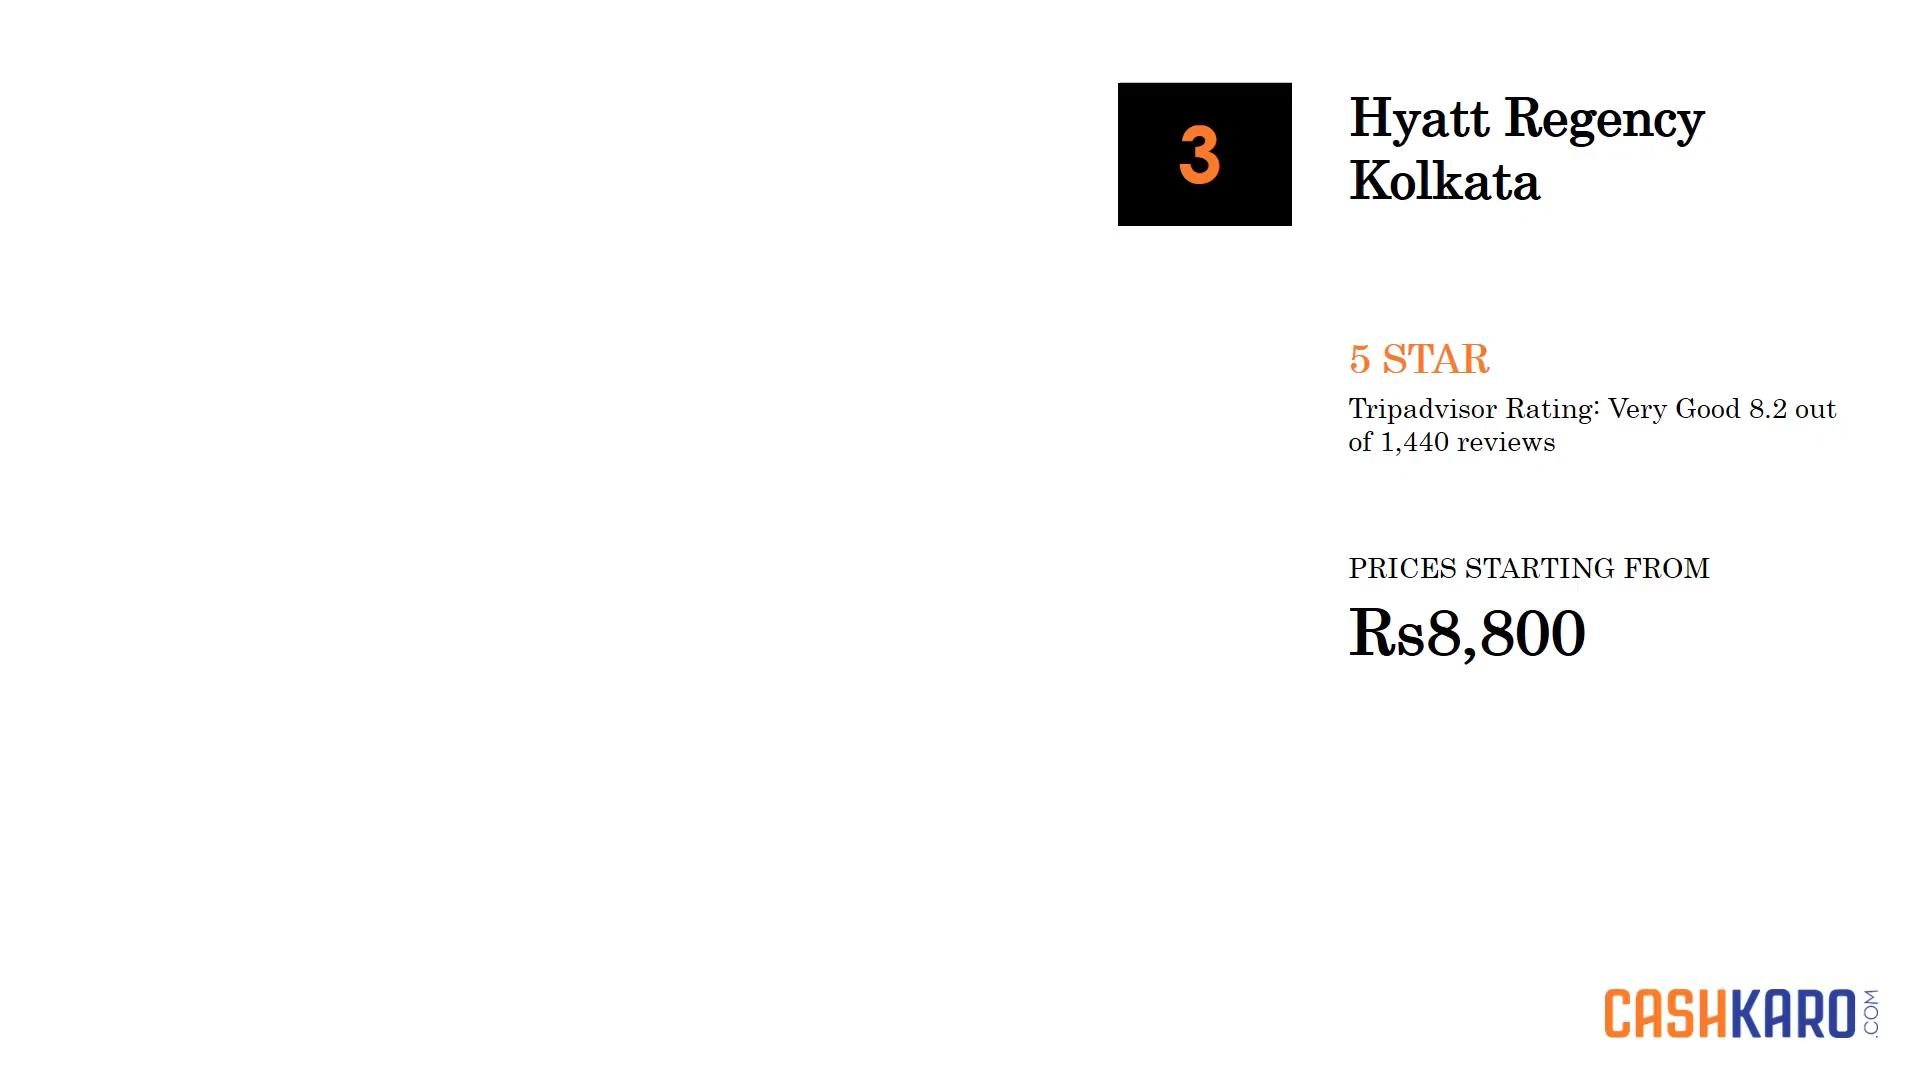 3
Hyatt Regency
Kolkata
5 STAR
Tripadvisor Rating: Very Good 8.2 out
of 1,440 reviews
PRICES STARTING FROM
Rs8,800
CASHKARO.COM